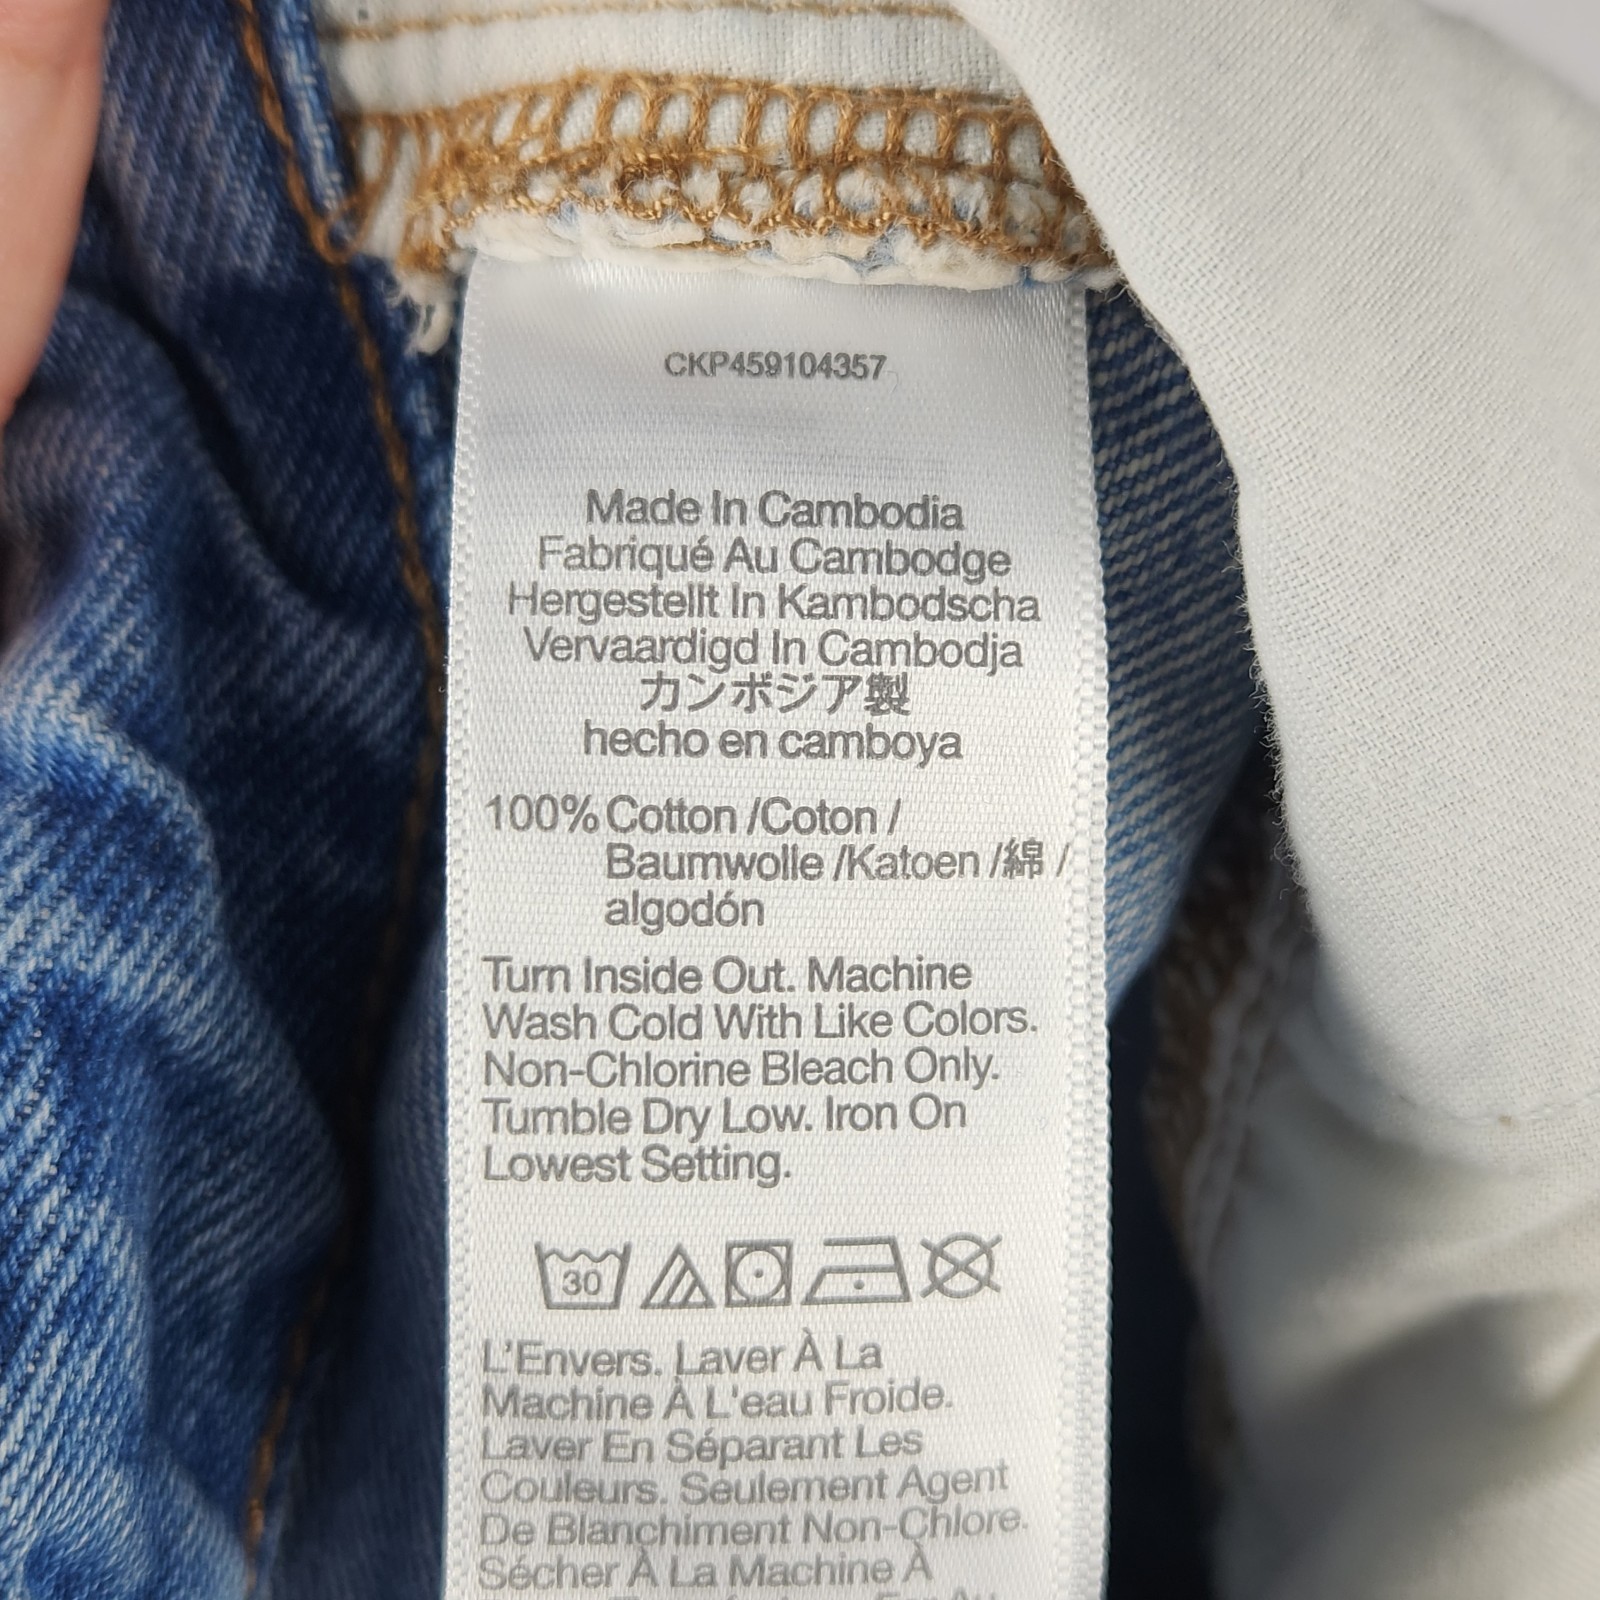 CKP459104357
Made In Cambodia
Fabriqué Au Cambodge
Hergestellt In Kambodscha
Vervaardigd In Cambodja
カンボジア製
hecho en camboya
100% Cotton /Coton /
Baumwolle /Katoen /綿 /
algodón
Turn Inside Out. Machine
Wash Cold With Like Colors.
Non-Chlorine Bleach Only.
Tumble Dry Low. Iron On
Lowest Setting.
30
L'Envers. Laver À La
Machine À L'eau Froide.
Laver En Séparant Les
Couleurs. Seulement Agent
De Blanchiment Non-Chlore.
Sécher À La Machine À